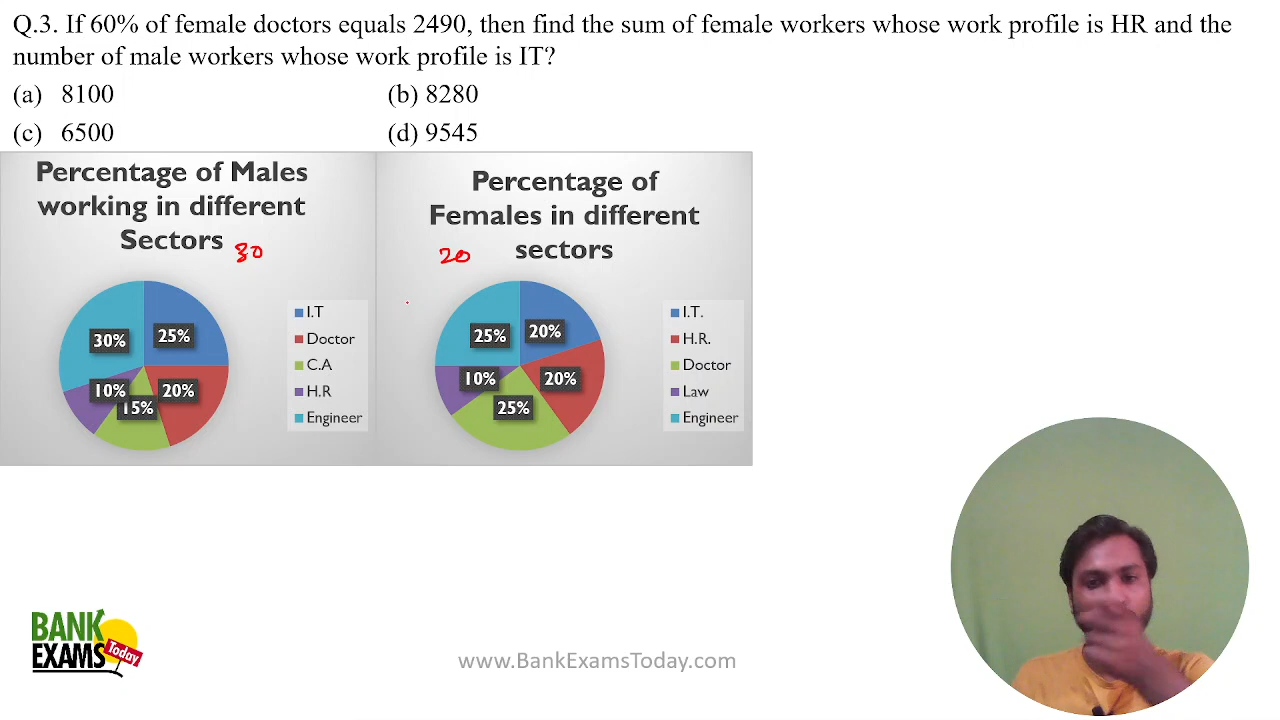 Q.3. If 60% of female doctors equals 2490, then find the sum of female workers whose work profile is HR and the
number of male workers whose work profile is IT?
(a) 8100
(b) 8280
(c) 6500
(d) 9545
Percentage of Males
working in different
Sectors
30
25%
20%
15%
10%
30%
I.T
Doctor
C.A
H.R
Engineer
Percentage of
Females in different
sectors
20
20%
20%
25%
10%
25%
I.T.
H.R.
Doctor
Law
Engineer
BANK
EXAMS
Today
www.BankExamsToday.com